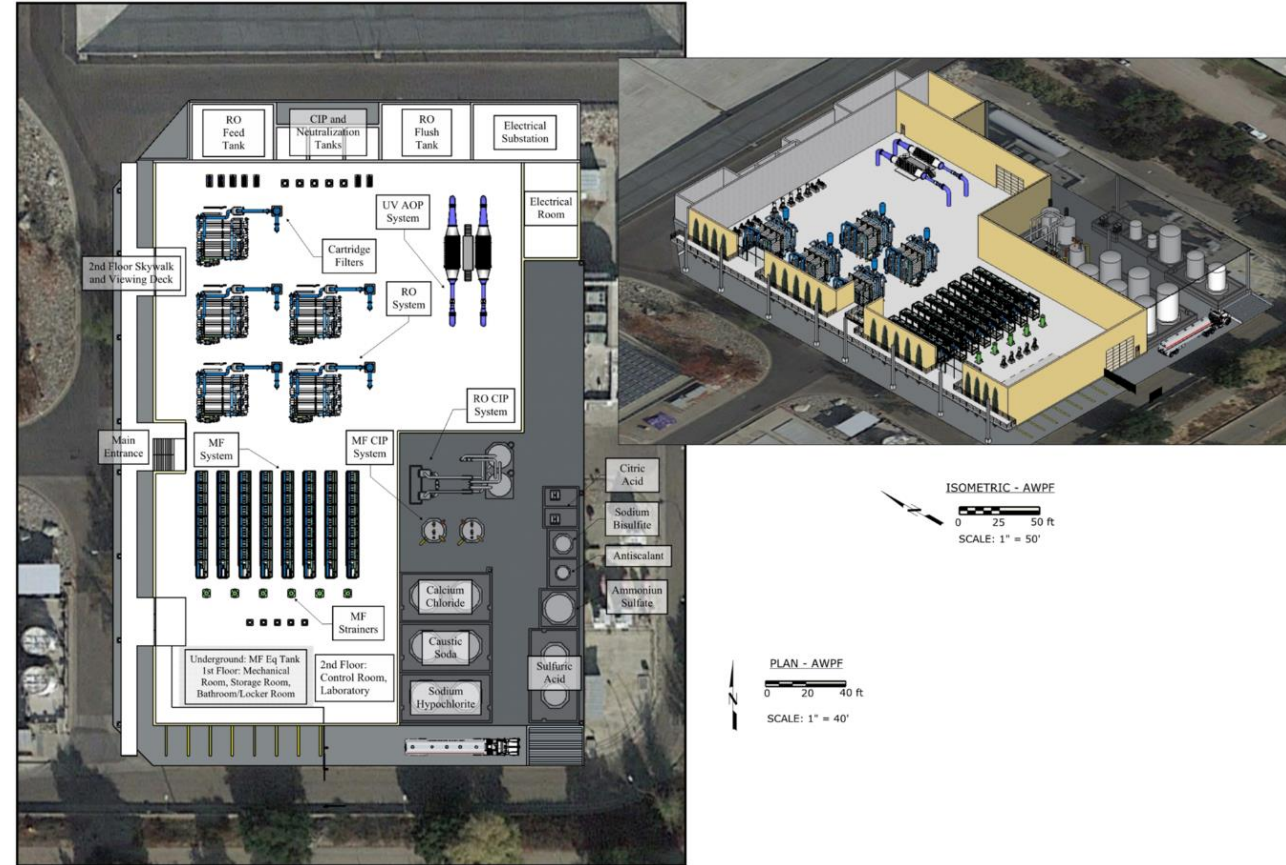 RO
Feed
Tank
CIP and
Neutralization
Tanks
RO
Flush
Tank
Electrical
Substation
UV AOP
System
Electrical
Room
Cartridge
Filters
2nd Floor Skywalk
and Viewing Deck
RO
System
RO CIP
System
Main
Entrance
MF
System
MF CIP
System
Citric
Acid
Sodium
Bisulfite
Antiscalant
Ammoniun
Sulfate
Calcium
Chloride
MF
Strainers
Caustic
Soda
Underground: MF Eq Tank
1st Floor: Mechanical
Room, Storage Room,
Bathroom/Locker Room
2nd Floor:
Control Room,
Laboratory
Sodium
Hypochlorite
Sulfuric
Acid
N
ISOMETRIC - AWPF
0 25 50 ft
SCALE: 1" = 50'
N
PLAN - AWPF
0 20 40 ft
SCALE: 1" = 40'